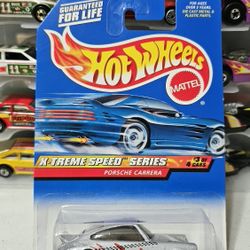 GUARANTEED
FOR LIFE
FOR AGES
OVER 3 YEARS
DIE CAST METAL &
PLASTIC PARTS.
Hot Wheels
MATTEL
X-TREME SPEED SERIES
#3 OF
4 CARS
PORSCHE CARRERA